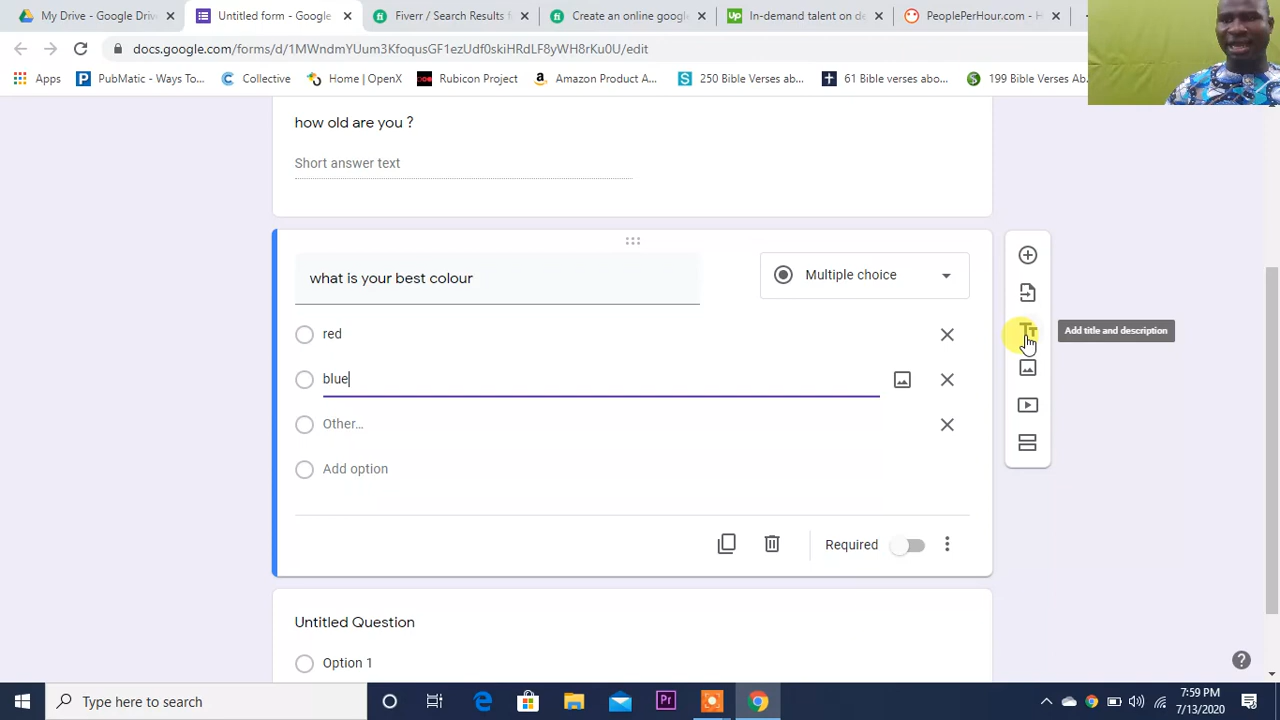 My Drive - Google Drive
Untitled form - Google
Fiverr / Search Results f
Create an online googl
In-demand talent on de
PeoplePerHour.com - H
docs.google.com/forms/d/1MWndmYUum3KfoqusGF1ezUdf0skiHRdLF8yWH8rKu0U/edit
Apps
PubMatic - Ways To...
Collective
Home | OpenX
Rubicon Project
Amazon Product A...
250 Bible Verses ab...
61 Bible verses abo...
199 Bible Verses Ab
how old are you ?
Short answer text
what is your best colour
Multiple choice
red
Add title and description
blue
Other...
Add option
Required
Untitled Question
Option 1
Type here to search
7:59 PM
7/13/2020